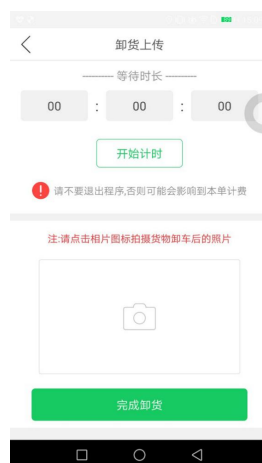 卸货上传
等待时长
00 : 00 : 00
开始计时
请不要退出程序,否则可能会影响到本单计费
注:请点击相片图标拍摄货物卸车后的照片
完成卸货